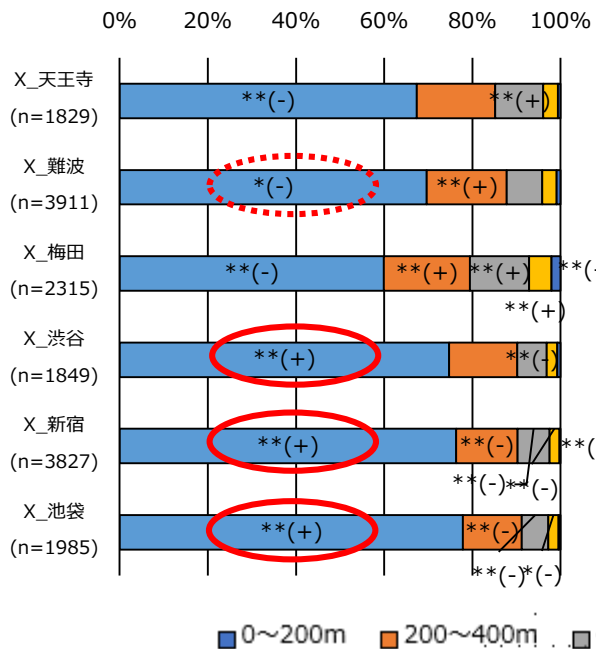 0% 20% 40% 60% 80% 100%
X_天王寺
(n=1829)
**(-) **(+)
X_難波
(n=3911)
*(-) **(+)
X_梅田
(n=2315)
**(-) **(+) **(+) **(-
**(+)
X_渋谷
(n=1849)
**(+) **(-)
X_新宿
(n=3827)
**(+) **(-) **(
**(-) **(-)
X_池袋
(n=1985)
**(+) **(-)
**(-) *(-)
0～200m 200～400m